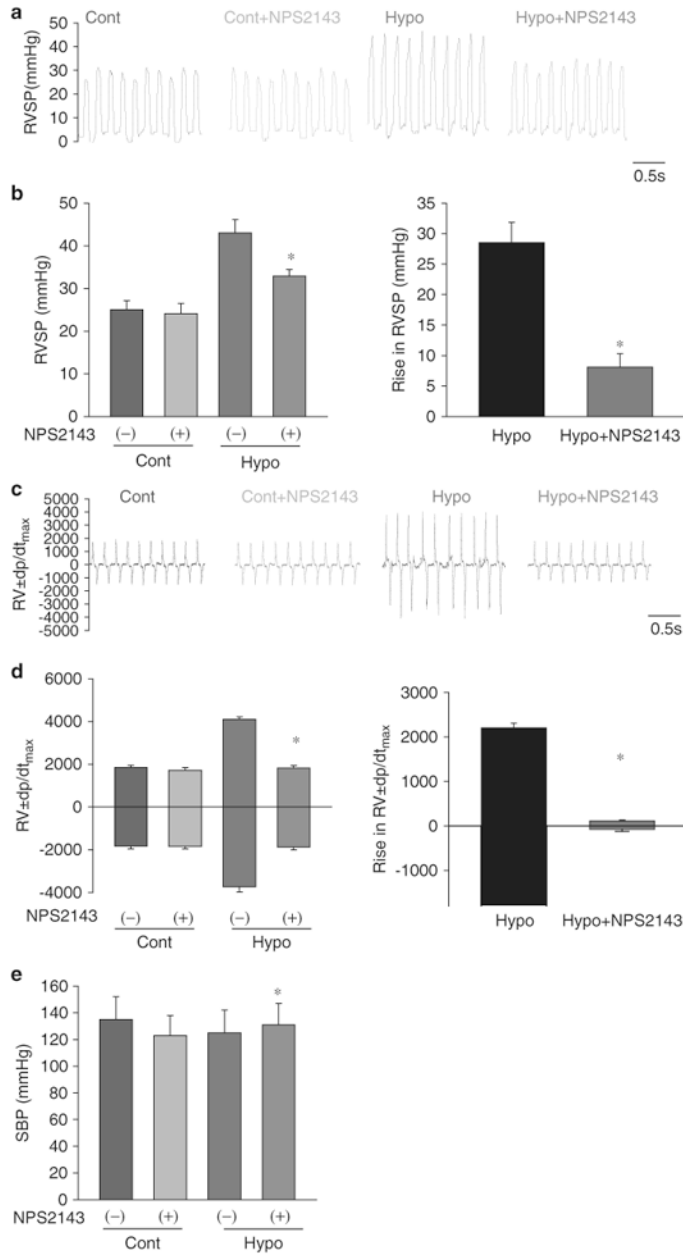 a
Cont Cont+NPS2143 Hypo Hypo+NPS2143
RVSP(mmHg)
50
40
30
20
10
0
0.5s
b
RVSP (mmHg)
50
40
30
20
10
0
*
NPS2143 (−) (+) (−) (+)
Cont Hypo
Rise in RVSP (mmHg)
35
30
25
20
15
10
5
0
*
Hypo Hypo+NPS2143
c
Cont Cont+NPS2143 Hypo Hypo+NPS2143
RV±dp/dtmax
5000
4000
3000
2000
1000
0
-1000
-2000
-3000
-4000
-5000
0.5s
d
RV±dp/dtmax
6000
4000
2000
0
-2000
-4000
*
NPS2143 (−) (+) (−) (+)
Cont Hypo
Rise in RV±dp/dtmax
3000
2000
1000
0
-1000
*
Hypo Hypo+NPS2143
e
SBP (mmHg)
160
140
120
100
80
60
40
20
0
*
NPS2143 (−) (+) (−) (+)
Cont Hypo